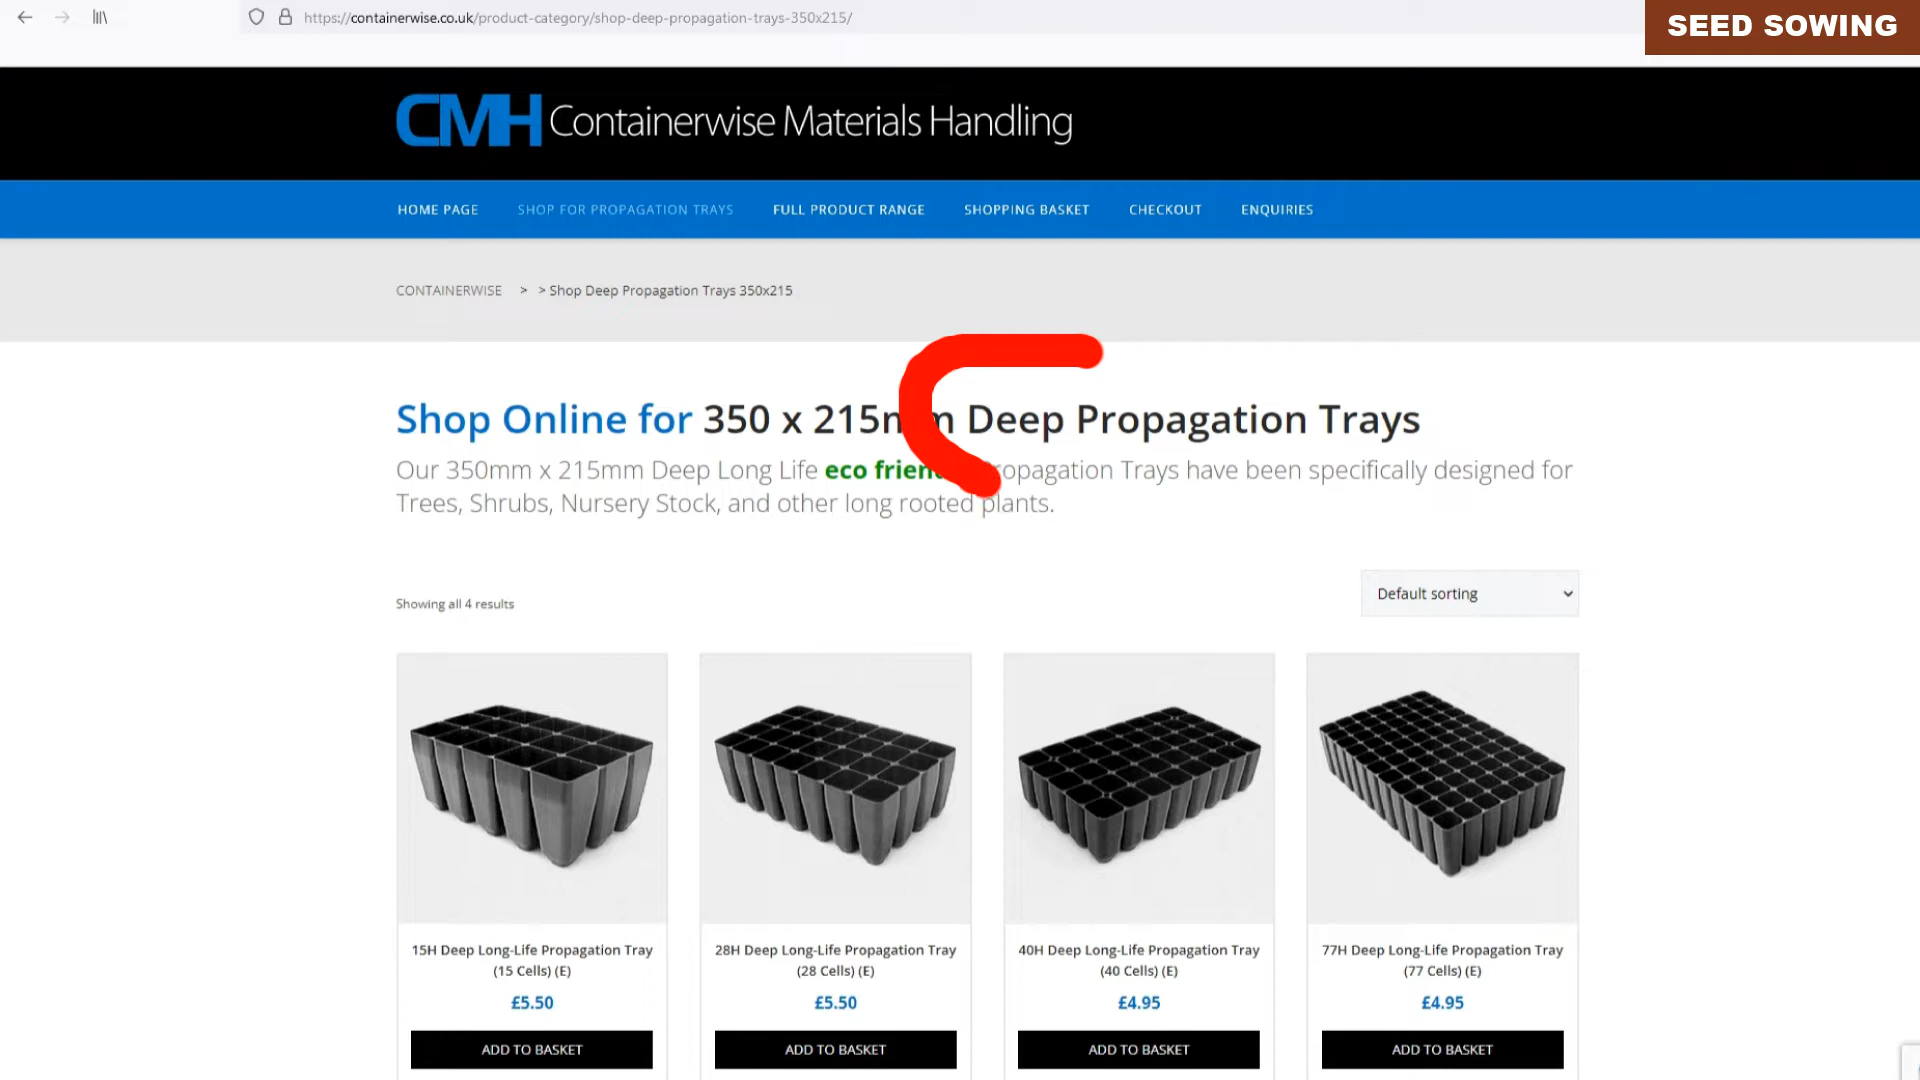 https://containerwise.co.uk/product-category/shop-deep-propagation-trays-350x215/
SEED SOWING
CMH Containerwise Materials Handling
HOME PAGE SHOP FOR PROPAGATION TRAYS FULL PRODUCT RANGE SHOPPING BASKET CHECKOUT ENQUIRIES
CONTAINERWISE > > Shop Deep Propagation Trays 350x215
Shop Online for 350 x 215mm Deep Propagation Trays
Our 350mm x 215mm Deep Long Life eco Propagation Trays have been specifically designed for
Trees, Shrubs, Nursery Stock, and other long rooted plants.
Default sorting
Showing all 4 results
15H Deep Long-Life Propagation Tray
(15 Cells) (E)
£5.50
ADD TO BASKET
28H Deep Long-Life Propagation Tray
(28 Cells) (E)
£5.50
ADD TO BASKET
40H Deep Long-Life Propagation Tray
(40 Cells) (E)
£4.95
ADD TO BASKET
77H Deep Long-Life Propagation Tray
(77 Cells) (E)
£4.95
ADD TO BASKET